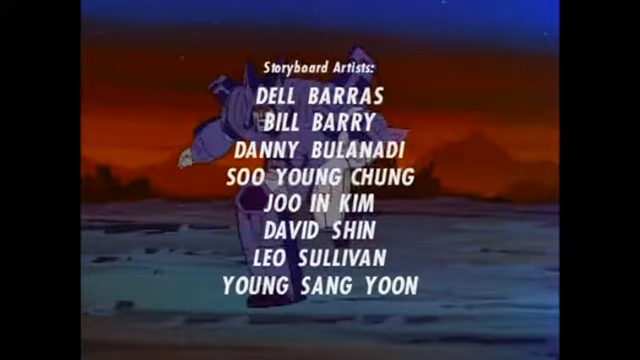 Storyboard Artists:
DELL BARRAS
BILL BARRY
DANNY BULANADI
SOO YOUNG CHUNG
JOO IN KIM
DAVID SHIN
LEO SULLIVAN
YOUNG SANG YOON